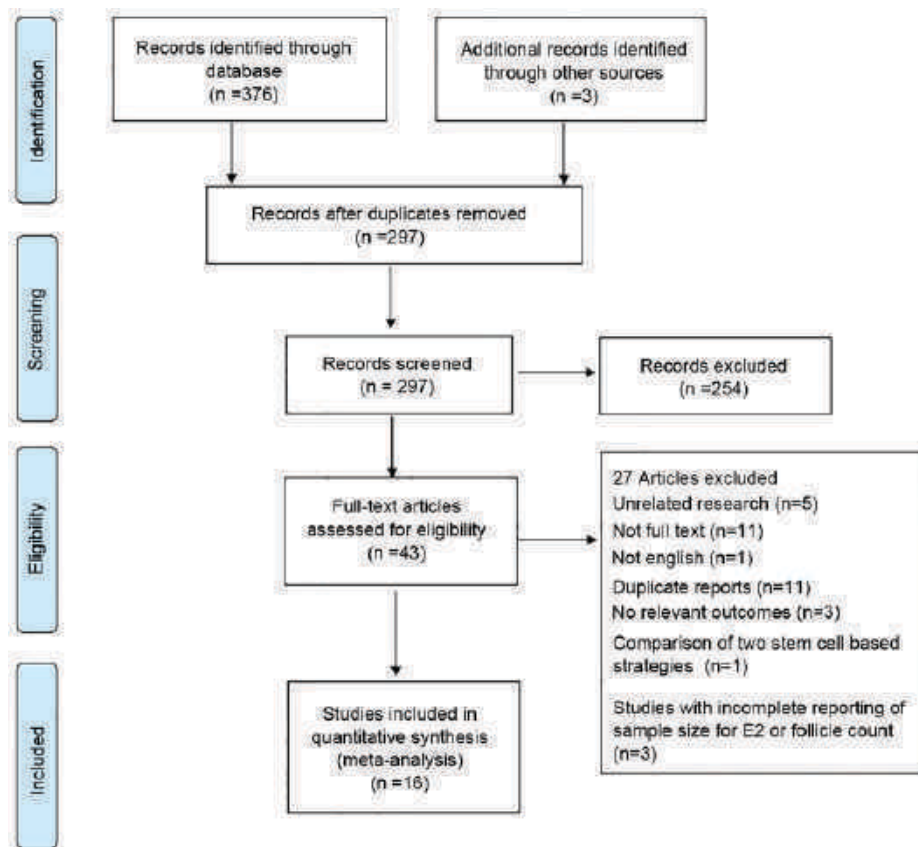 Identification
Records identified through
database
(n =376)
Additional records identified
through other sources
(n =3)
Records after duplicates removed
(n =297)
Screening
Records screened
(n = 297)
Records excluded
(n =254)
Eligibility
Full-text articles
assessed for eligibility
(n =43)
27 Articles excluded
Unrelated research (n=5)
Not full text (n=11)
Not english (n=1)
Duplicate reports (n=11)
No relevant outcomes (n=3)
Comparison of two stem cell based
strategies (n=1)
Studies with incomplete reporting of
sample size for E2 or follicle count
(n=3)
Included
Studies included in
quantitative synthesis
(meta-analysis)
(n =16)